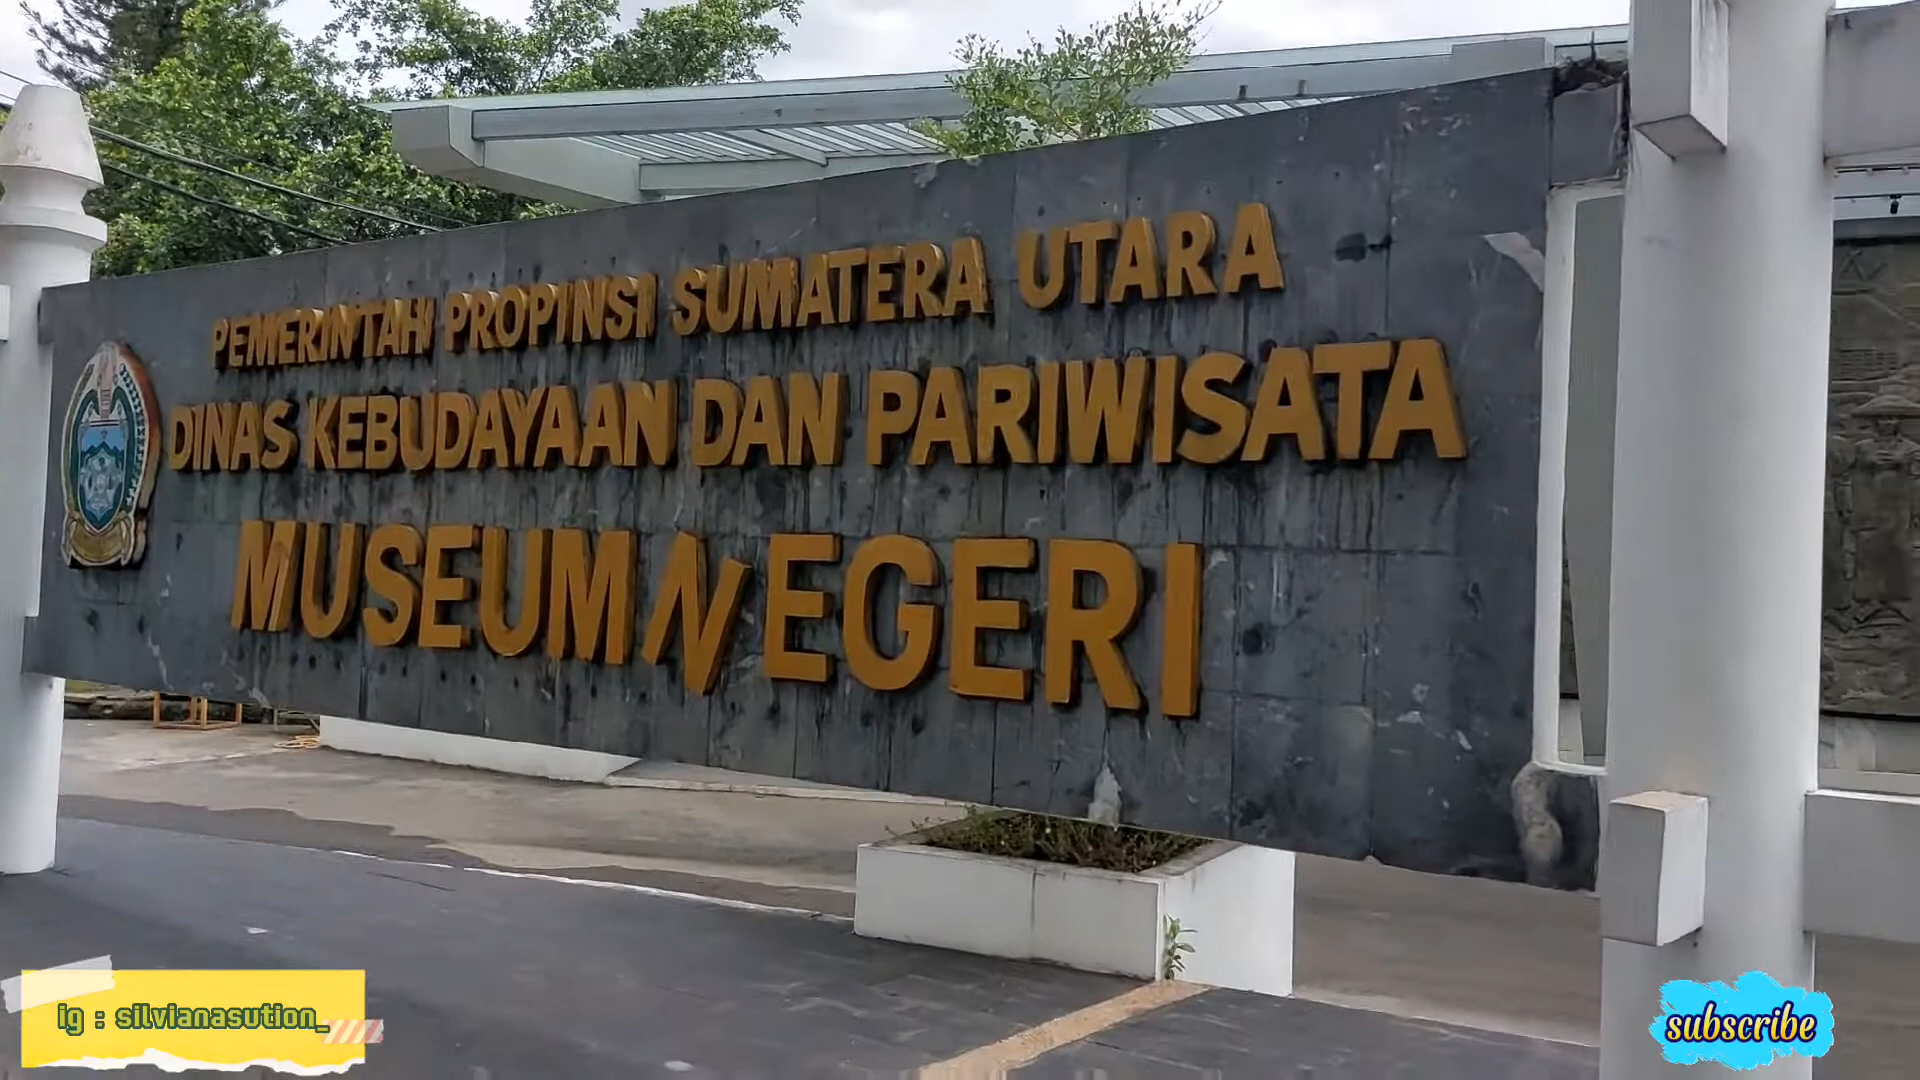 PEMERINTAH PROPINSI SUMATERA UTARA
DINAS KEBUDAYAAN DAN PARIWISATA
MUSEUM NEGERI
ig : silvianasution_
subscribe